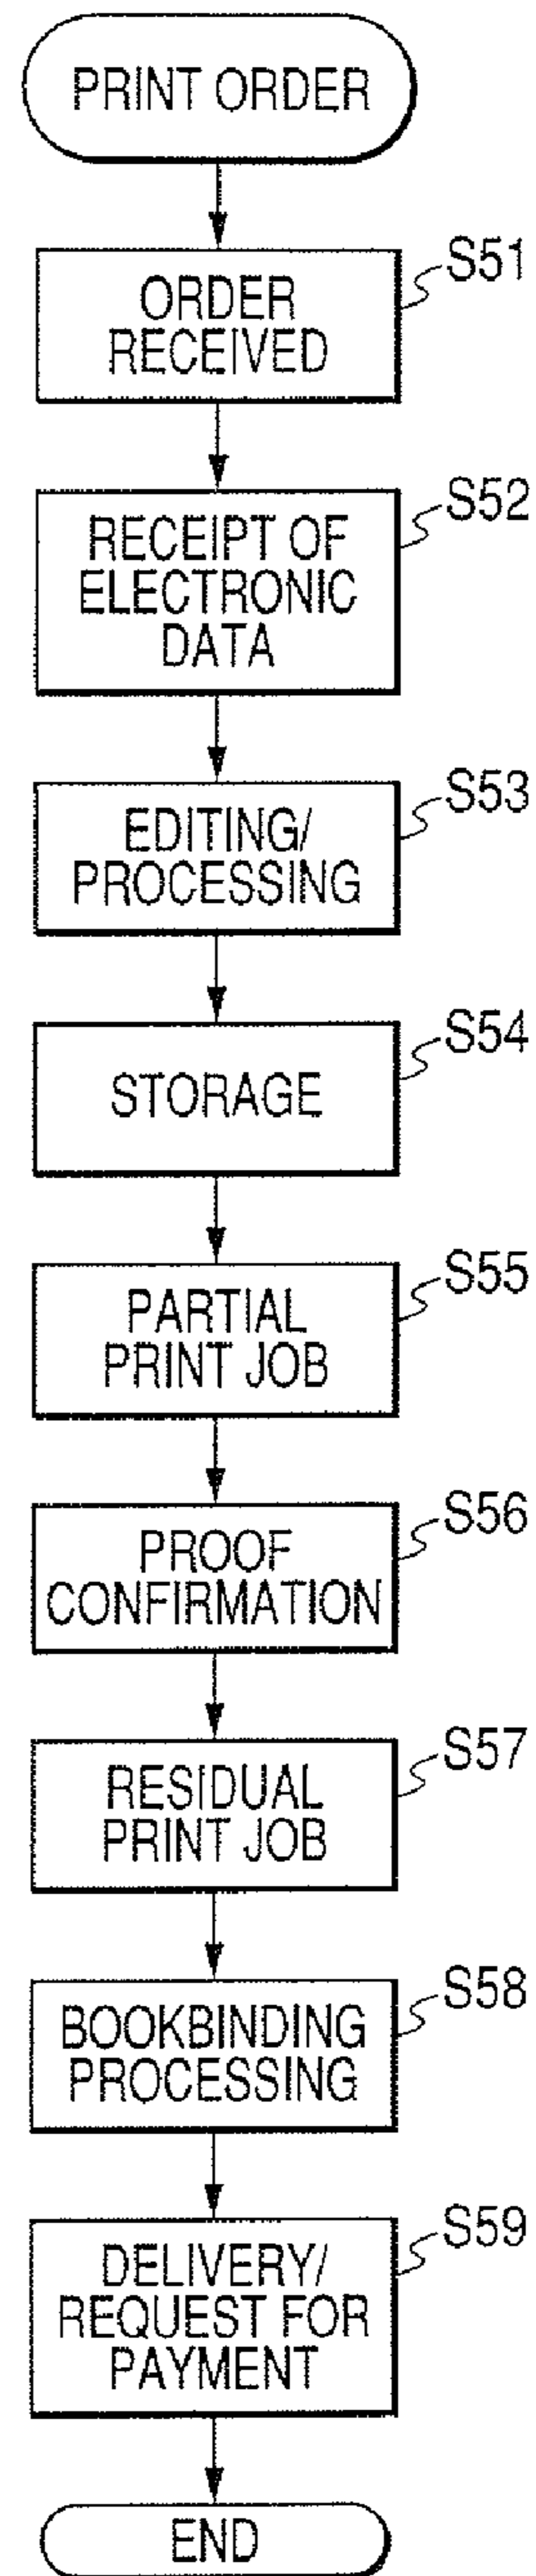 PRINT ORDER
S51
ORDER
RECEIVED
S52
RECEIPT OF
ELECTRONIC
DATA
S53
EDITING/
PROCESSING
S54
STORAGE
S55
PARTIAL
PRINT JOB
S56
PROOF
CONFIRMATION
S57
RESIDUAL
PRINT JOB
S58
BOOKBINDING
PROCESSING
S59
DELIVERY/
REQUEST FOR
PAYMENT
END